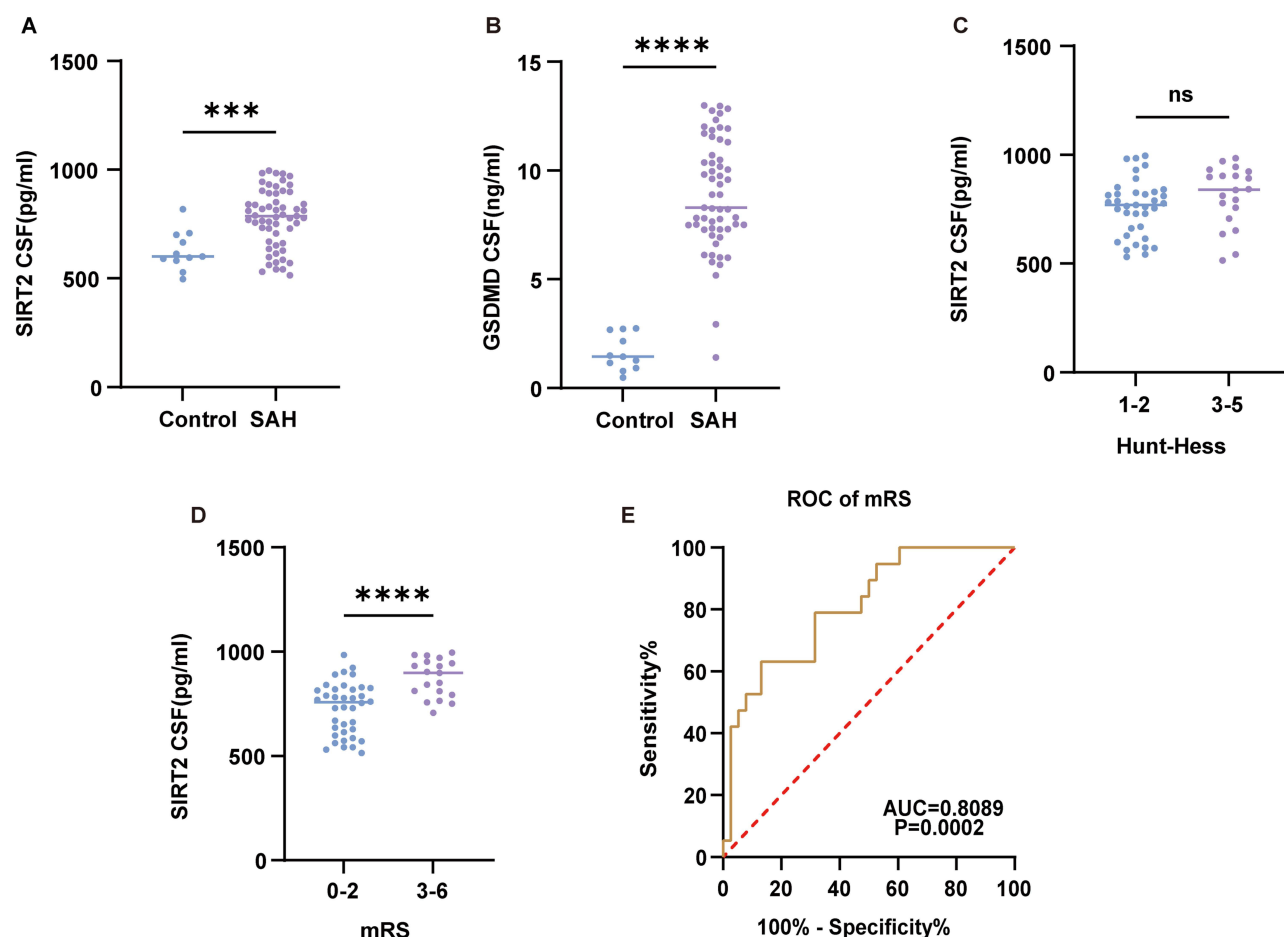 A
SIRT2 CSF(pg/ml)
1500
1000
500
0
***
Control SAH
B
GSDMD CSF(ng/ml)
15
10
5
0
****
Control SAH
C
SIRT2 CSF(pg/ml)
1500
1000
500
0
ns
1-2 3-5
Hunt-Hess
D
SIRT2 CSF(pg/ml)
1500
1000
500
0
****
0-2 3-6
mRS
E
ROC of mRS
Sensitivity%
100
80
60
40
20
0
AUC=0.8089
P=0.0002
0 20 40 60 80 100
100% - Specificity%